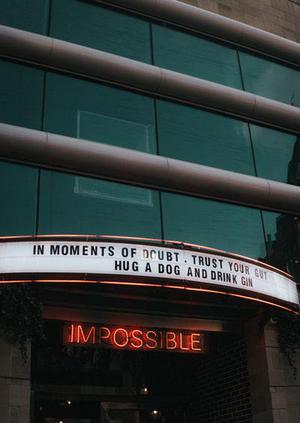 IN MOMENTS OF DOUBT. TRUST YOUR GUT
HUG A DOG AND DRINK GIN
IMPOSSIBLE